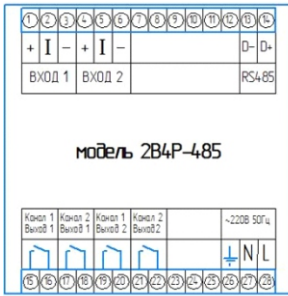 1 2 3 4 5 6 7 8 9 10 11 12 13 14
+ I − + I − D− D+
ВХОД 1 ВХОД 2 RS485
модель 2В4Р-485
Канал 1 Канал 2 Канал 1 Канал 2 ~220В 50Гц
Выход 1 Выход 1 Выход 2 Выход2
N L
15 16 17 18 19 20 21 22 23 24 25 26 27 28